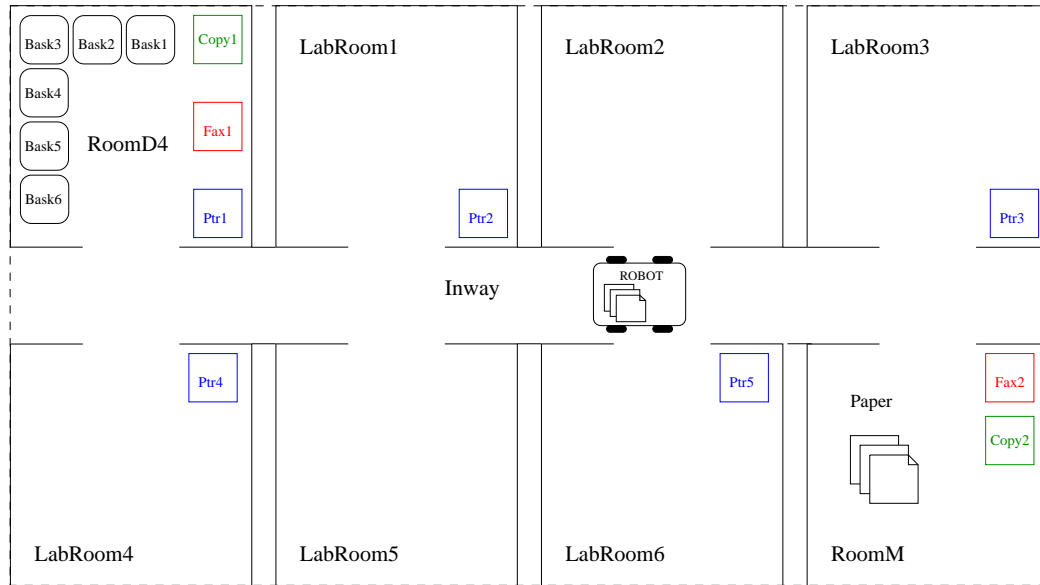 Bask3
Bask2
Bask1
Copy1
LabRoom1
LabRoom2
LabRoom3
Bask4
Fax1
Bask5
RoomD4
Bask6
Ptr1
Ptr2
Ptr3
Inway
ROBOT
Ptr4
Ptr5
Fax2
Paper
Copy2
LabRoom4
LabRoom5
LabRoom6
RoomM